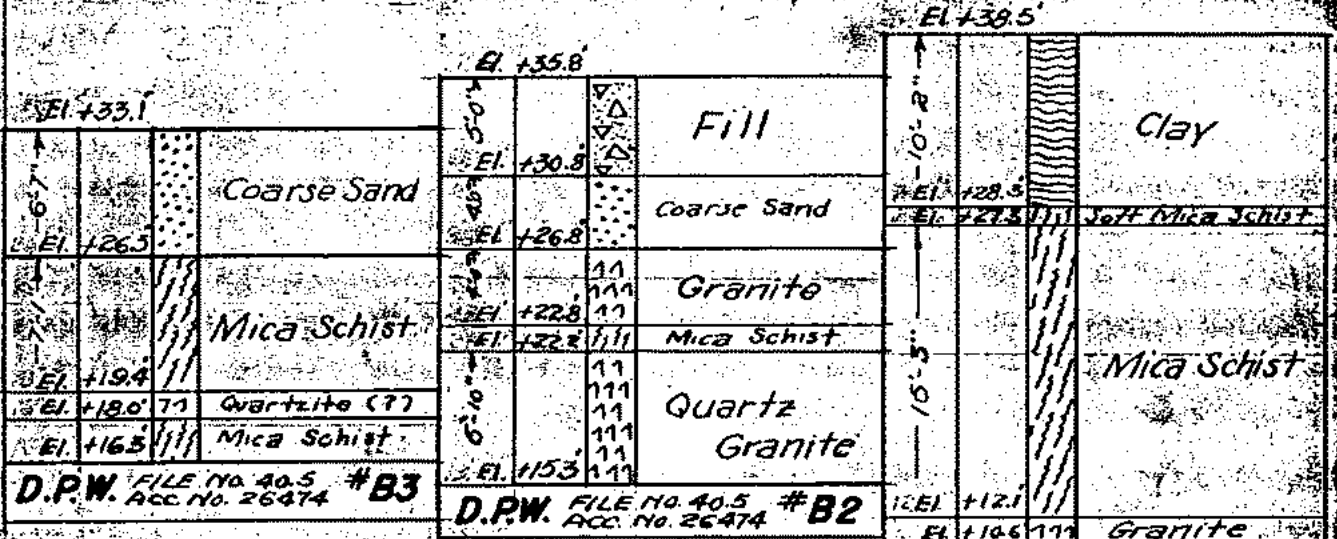 El. +33.1'
6'-7"
Coarse Sand
El. +26.5'
7'-1"
Mica Schist
El. +19.4'
El. +18.0' Quartzite (?)
El. +16.5' Mica Schist
D.P.W. FILE NO. 40.5 ACC. NO. 26474 #B3
El. +35.8'
5'-0"
Fill
El. +30.8'
Coarse Sand
El. +26.8'
Granite
El. +22.8'
El. +22.2' Mica Schist
6'-10"
Quartz
Granite
El. +15.3'
D.P.W. FILE NO. 40.5 ACC. NO. 26474 #B2
El. +38.5'
10'-2"
Clay
El. +28.3'
El. +27.3' Soft Mica Schist
15'-3"
Mica Schist
El. +12.1'
El. Granite